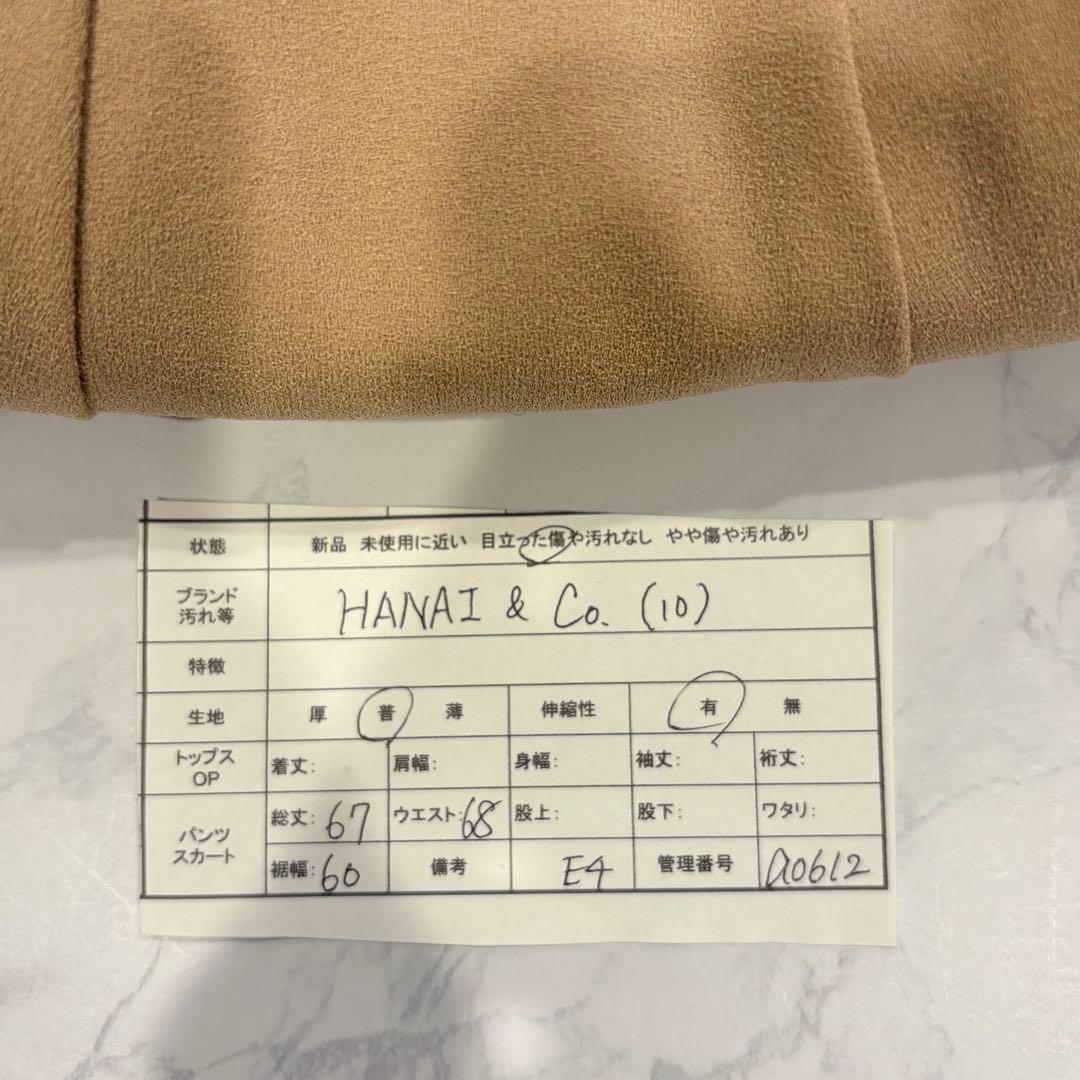 状態 新品 未使用に近い 目立った傷や汚れなし やや傷や汚れあり
ブランド
汚れ等
HANAI & Co. (10)
特徴
生地 厚 普 薄 伸縮性 有 無
トップス
OP
着丈: 肩幅: 身幅: 袖丈: 裄丈:
パンツ
スカート
総丈: 67 ウエスト: 68 股上: 股下: ワタリ:
裾幅: 60 備考 E4 管理番号 a0612